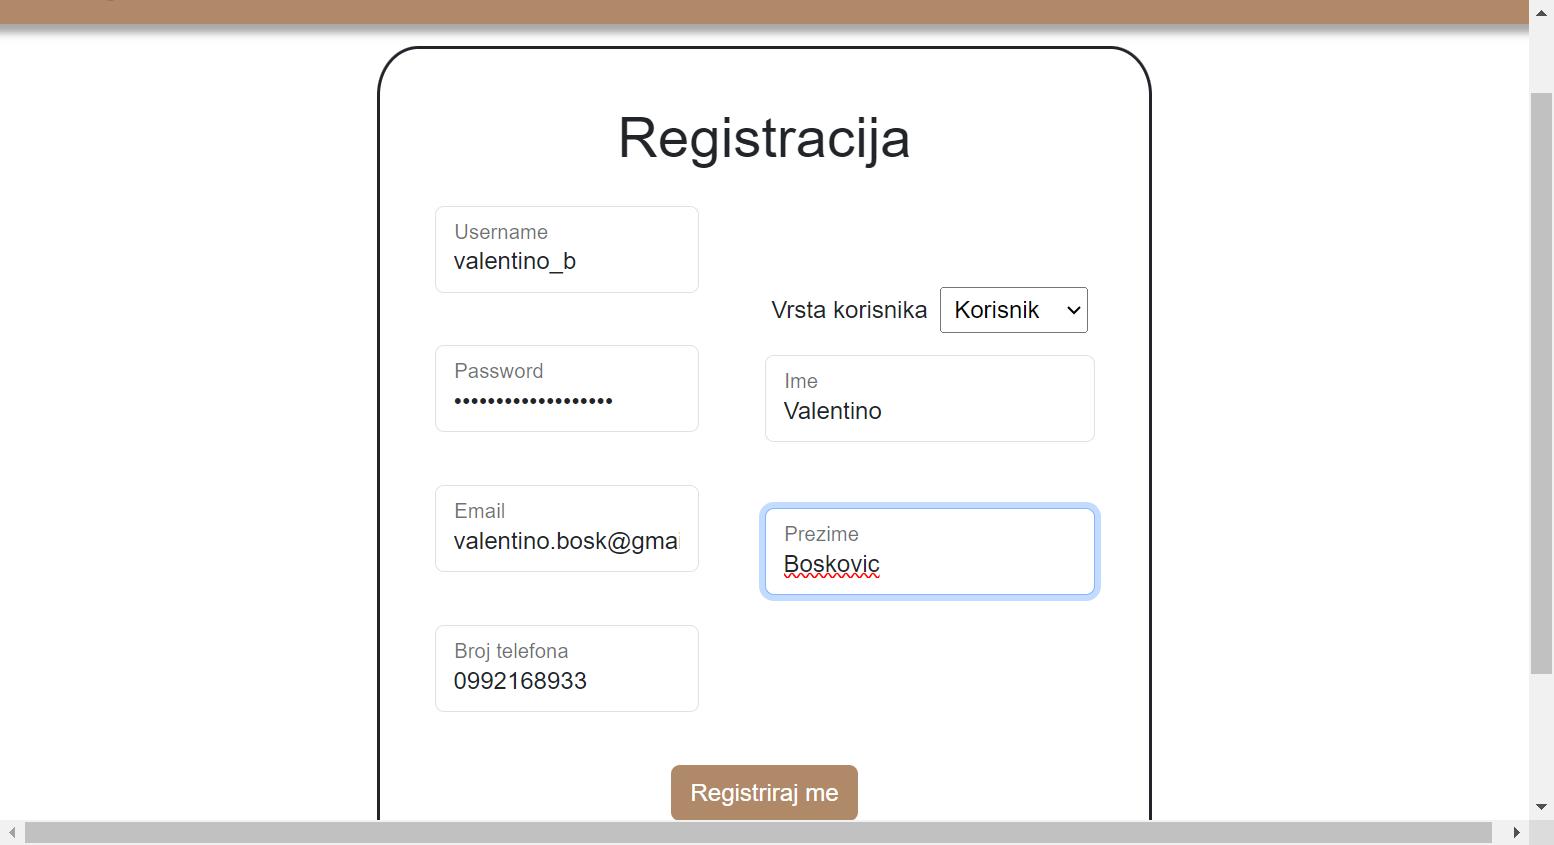 Registracija
Username
valentino_b
Password
•••••••••••••••••••
Email
valentino.bosk@gmai
Broj telefona
0992168933
Vrsta korisnika Korisnik
Ime
Valentino
Prezime
Boskovic
Registriraj me